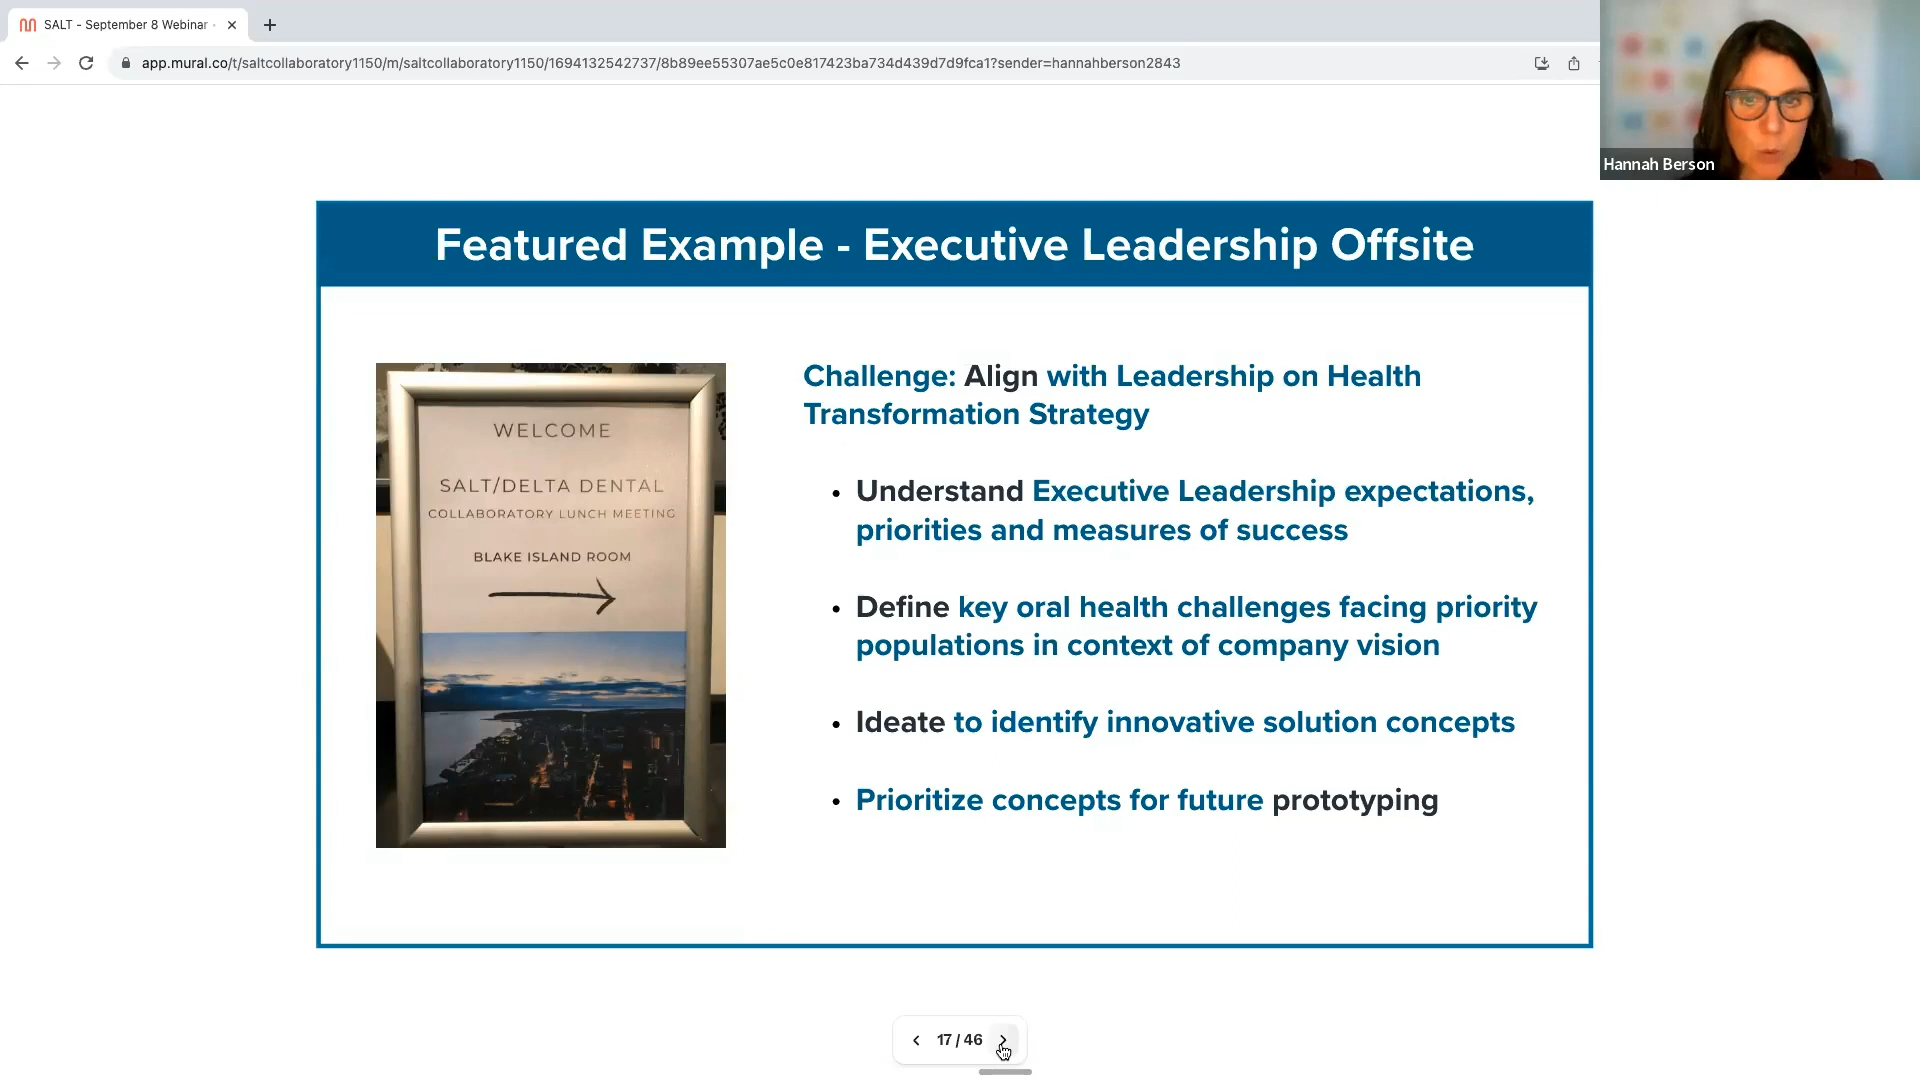 SALT - September 8 Webinar
app.mural.co/t/saltcollaboratory1150/m/saltcollaboratory1150/1694132542737/8b89ee55307ae5c0e817423ba734d439d7d9fca1?sender=hannahberson2843
Hannah Berson
Featured Example - Executive Leadership Offsite
WELCOME
SALT/DELTA DENTAL
COLLABORATORY LUNCH MEETING
BLAKE ISLAND ROOM
Challenge: Align with Leadership on Health
Transformation Strategy
• Understand Executive Leadership expectations,
priorities and measures of success
• Define key oral health challenges facing priority
populations in context of company vision
• Ideate to identify innovative solution concepts
• Prioritize concepts for future prototyping
17 / 46